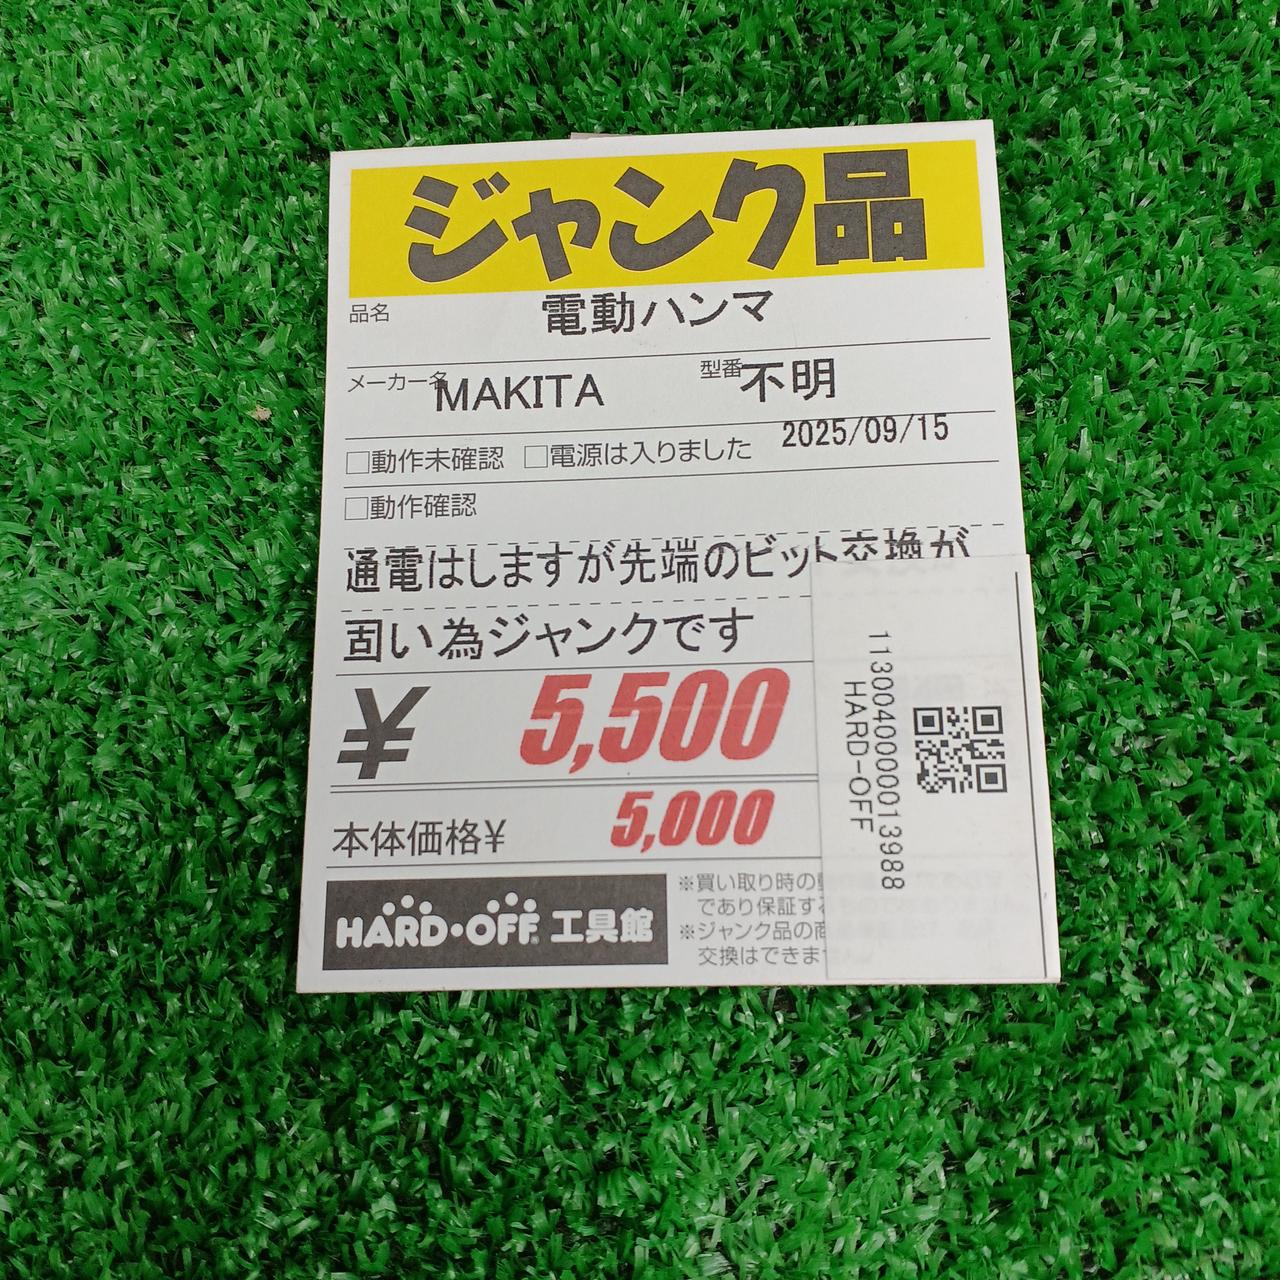 ジャンク品
品名 電動ハンマ
メーカー名 MAKITA 型番 不明
2025/09/15
□動作未確認 □電源は入りました
□動作確認
通電はしますが先端のビット交換が
固い為ジャンクです
¥ 5,500
本体価格¥ 5,000
HARD・OFF 工具館
※買い取り時の
であり保証する
※ジャンク品の商
交換はできま
1130040000013988
HARD-OFF